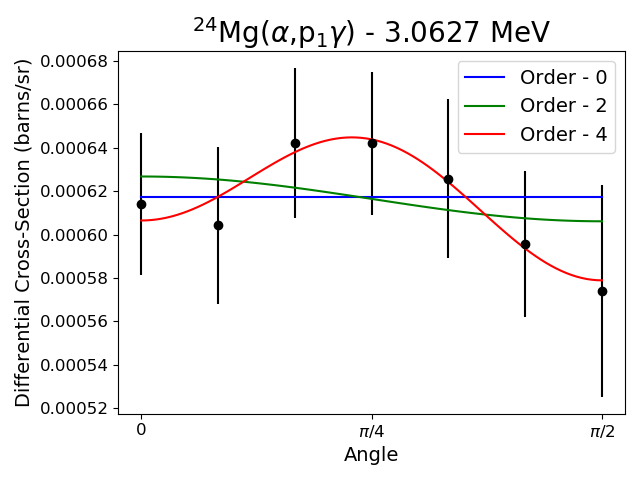 ²⁴Mg(α,p₁γ) - 3.0627 MeV
Differential Cross-Section (barns/sr)
0.00068
0.00066
0.00064
0.00062
0.00060
0.00058
0.00056
0.00054
0.00052
Order - 0
Order - 2
Order - 4
0
π/4
π/2
Angle